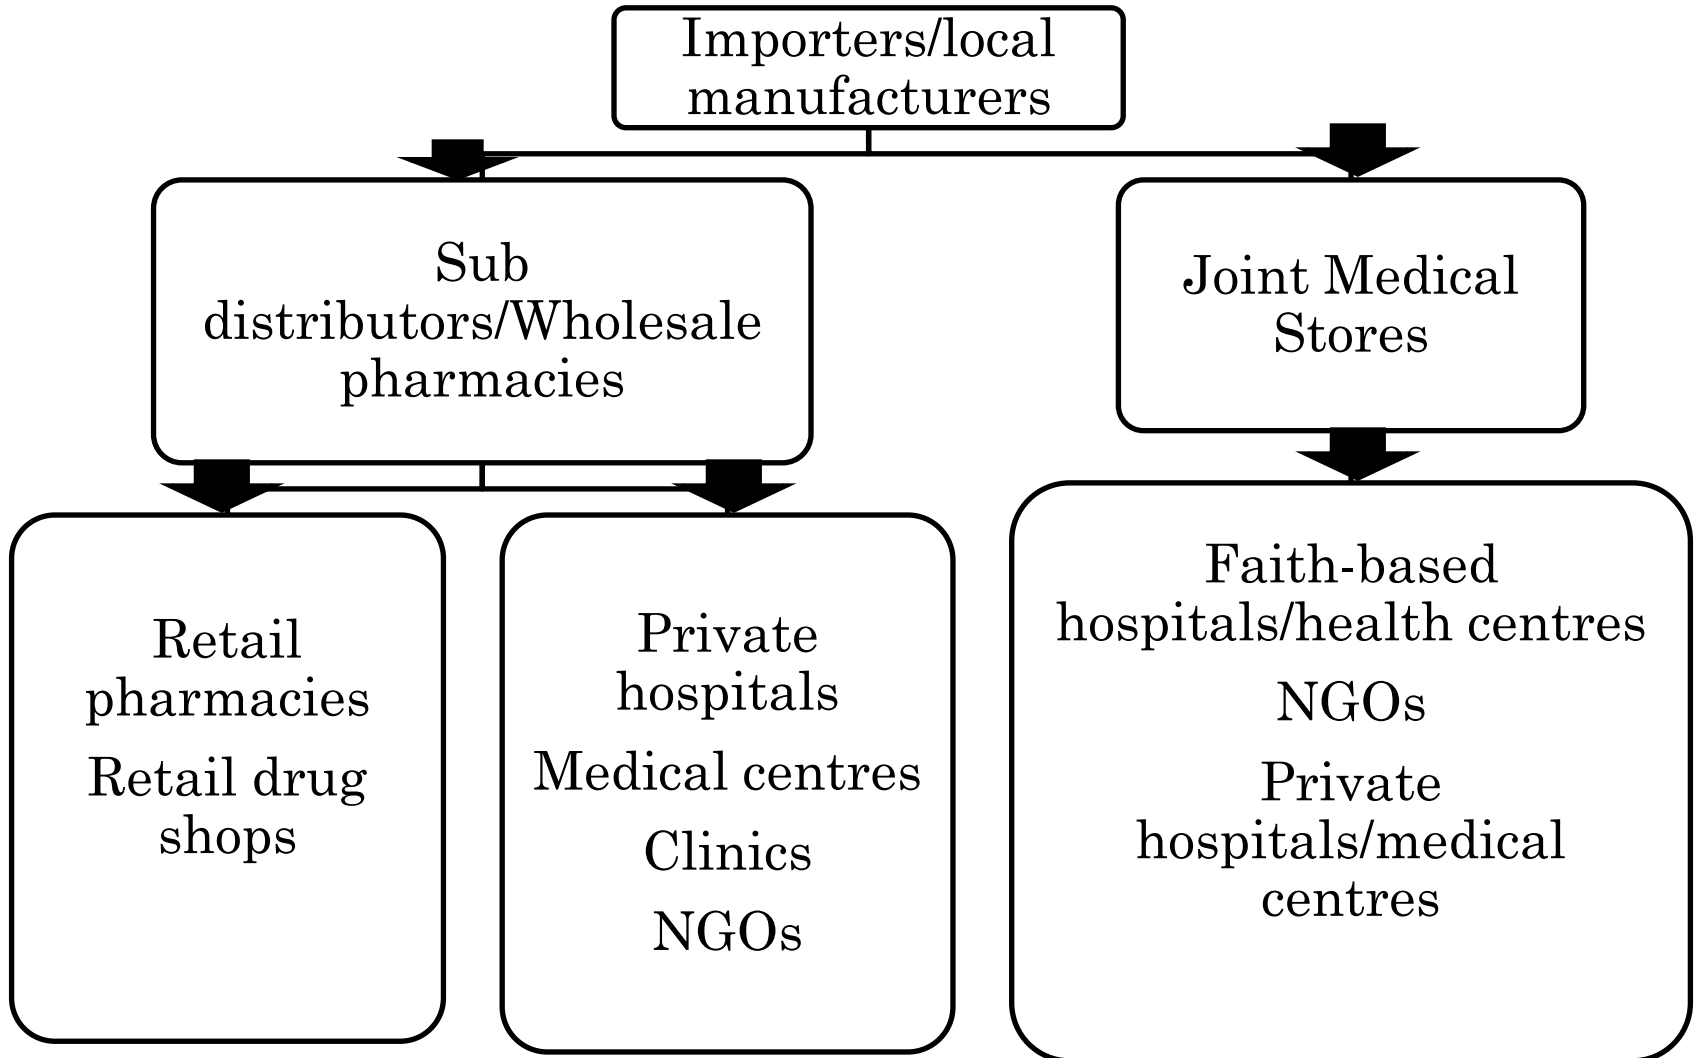 Importers/local
manufacturers
Sub
distributors/Wholesale
pharmacies
Joint Medical
Stores
Retail
pharmacies
Retail drug
shops
Private
hospitals
Medical centres
Clinics
NGOs
Faith-based
hospitals/health centres
NGOs
Private
hospitals/medical
centres